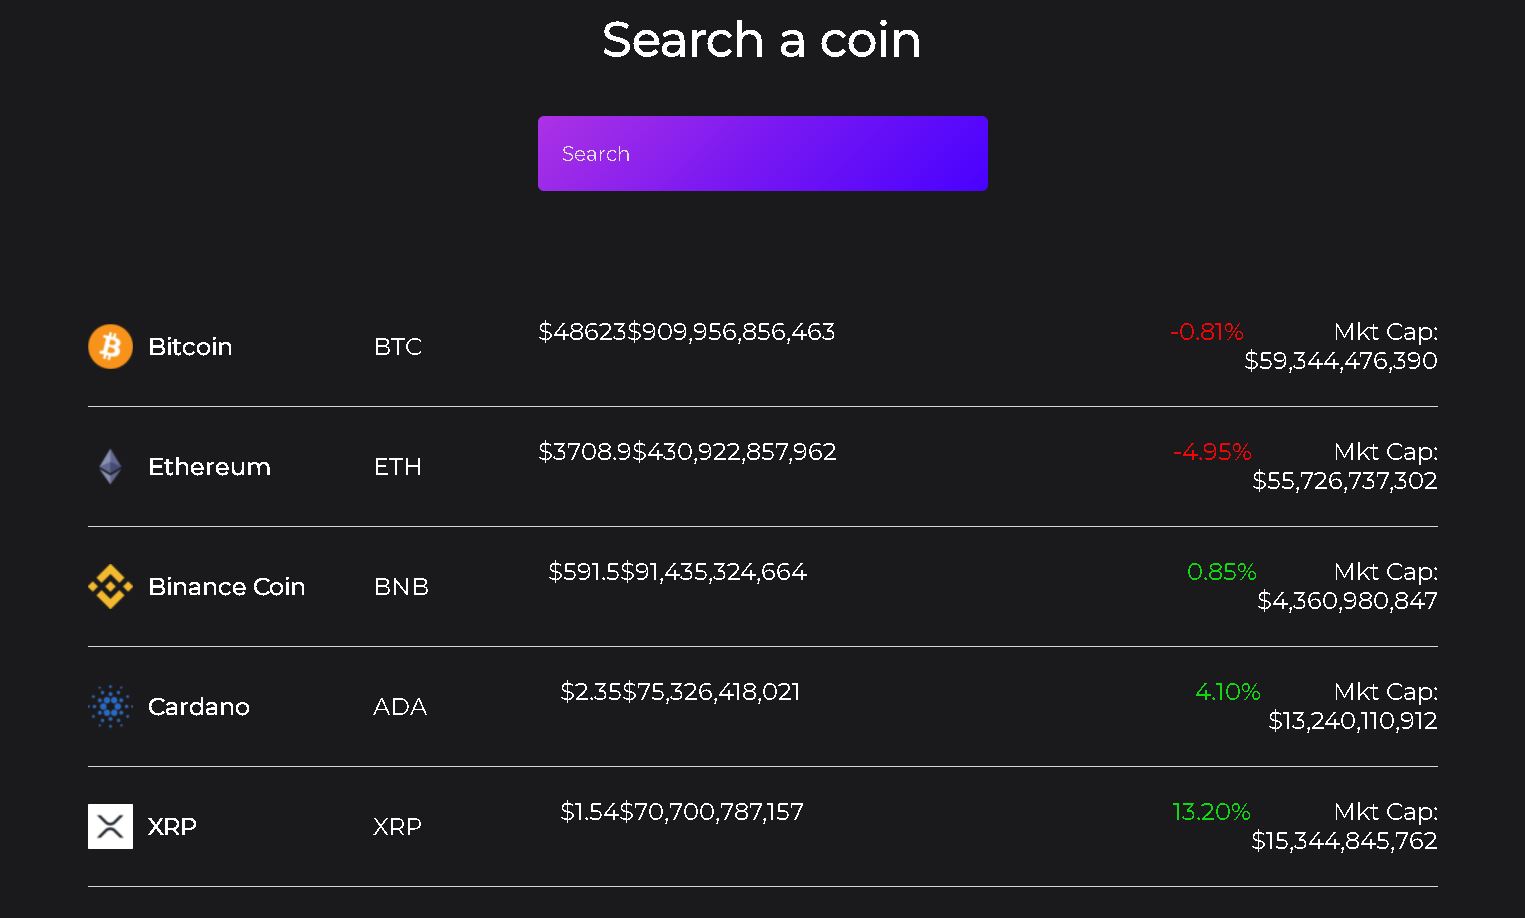 Search a coin
Search
Bitcoin BTC $48623$909,956,856,463 -0.81% Mkt Cap:
$59,344,476,390
Ethereum ETH $3708.9$430,922,857,962 -4.95% Mkt Cap:
$55,726,737,302
Binance Coin BNB $591.5$91,435,324,664 0.85% Mkt Cap:
$4,360,980,847
Cardano ADA $2.35$75,326,418,021 4.10% Mkt Cap:
$13,240,110,912
XRP XRP $1.54$70,700,787,157 13.20% Mkt Cap:
$15,344,845,762